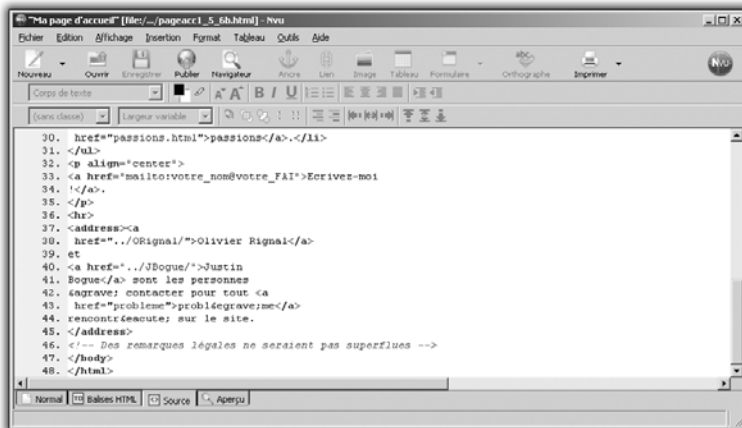 "Ma page d'accueil" [file:/.../pageacc1_5_6b.html] - Nvu
Fichier Edition Affichage Insertion Format Tableau Outils Aide
Nouveau Ouvrir Enregistrer Publier Navigateur Ancre Lien Image Tableau Formulaire Orthographe Imprimer Nvu
Corps de texte B I U
(sans classe) Largeur variable
30. href="passions.html">passions</a>.</li>
31. </ul>
32. <p align="center">
33. <a href="mailto:votre_nom@votre_FAI">Ecrivez-moi
34. !</a>.
35. </p>
36. <hr>
37. <address><a
38. href="../ORignal/">Olivier Rignal</a>
39. et
40. <a href="../JBogue/">Justin
41. Bogue</a> sont les personnes
42. &agrave; contacter pour tout <a
43. href="probleme">probl&egrave;me</a>
44. rencontr&eacute; sur le site.
45. </address>
46. <!-- Des remarques légales ne seraient pas superflues -->
47. </body>
48. </html>
Normal Balises HTML Source Aperçu